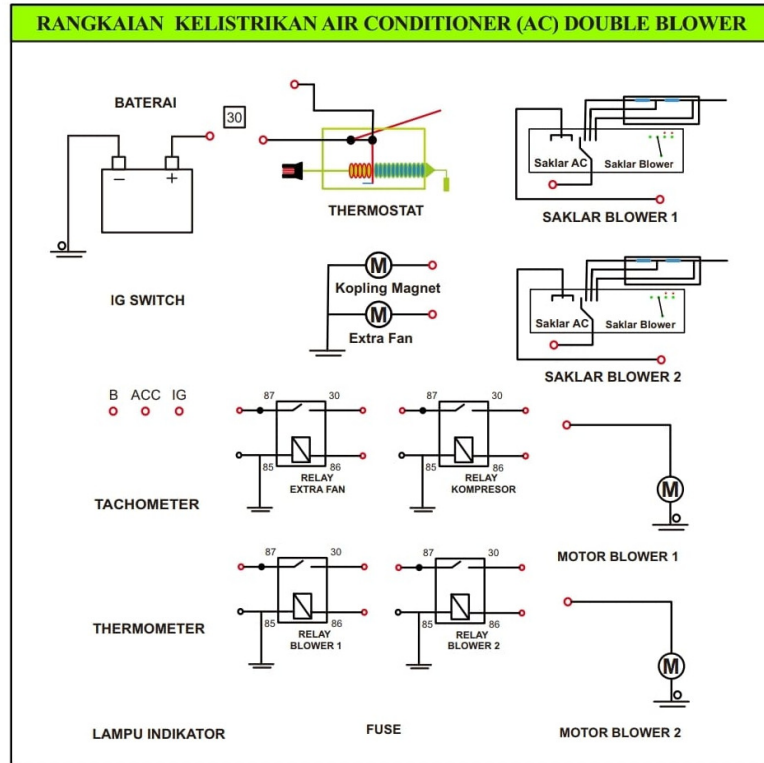 RANGKAIAN KELISTRIKAN AIR CONDITIONER (AC) DOUBLE BLOWER
BATERAI
30
− +
THERMOSTAT
Saklar AC Saklar Blower
SAKLAR BLOWER 1
IG SWITCH
M
Kopling Magnet
M
Extra Fan
Saklar AC Saklar Blower
SAKLAR BLOWER 2
B ACC IG
87 30
85 86
RELAY
EXTRA FAN
87 30
85 86
RELAY
KOMPRESOR
TACHOMETER
M
MOTOR BLOWER 1
87 30
85 86
RELAY
BLOWER 1
87 30
85 86
RELAY
BLOWER 2
THERMOMETER
M
MOTOR BLOWER 2
LAMPU INDIKATOR
FUSE